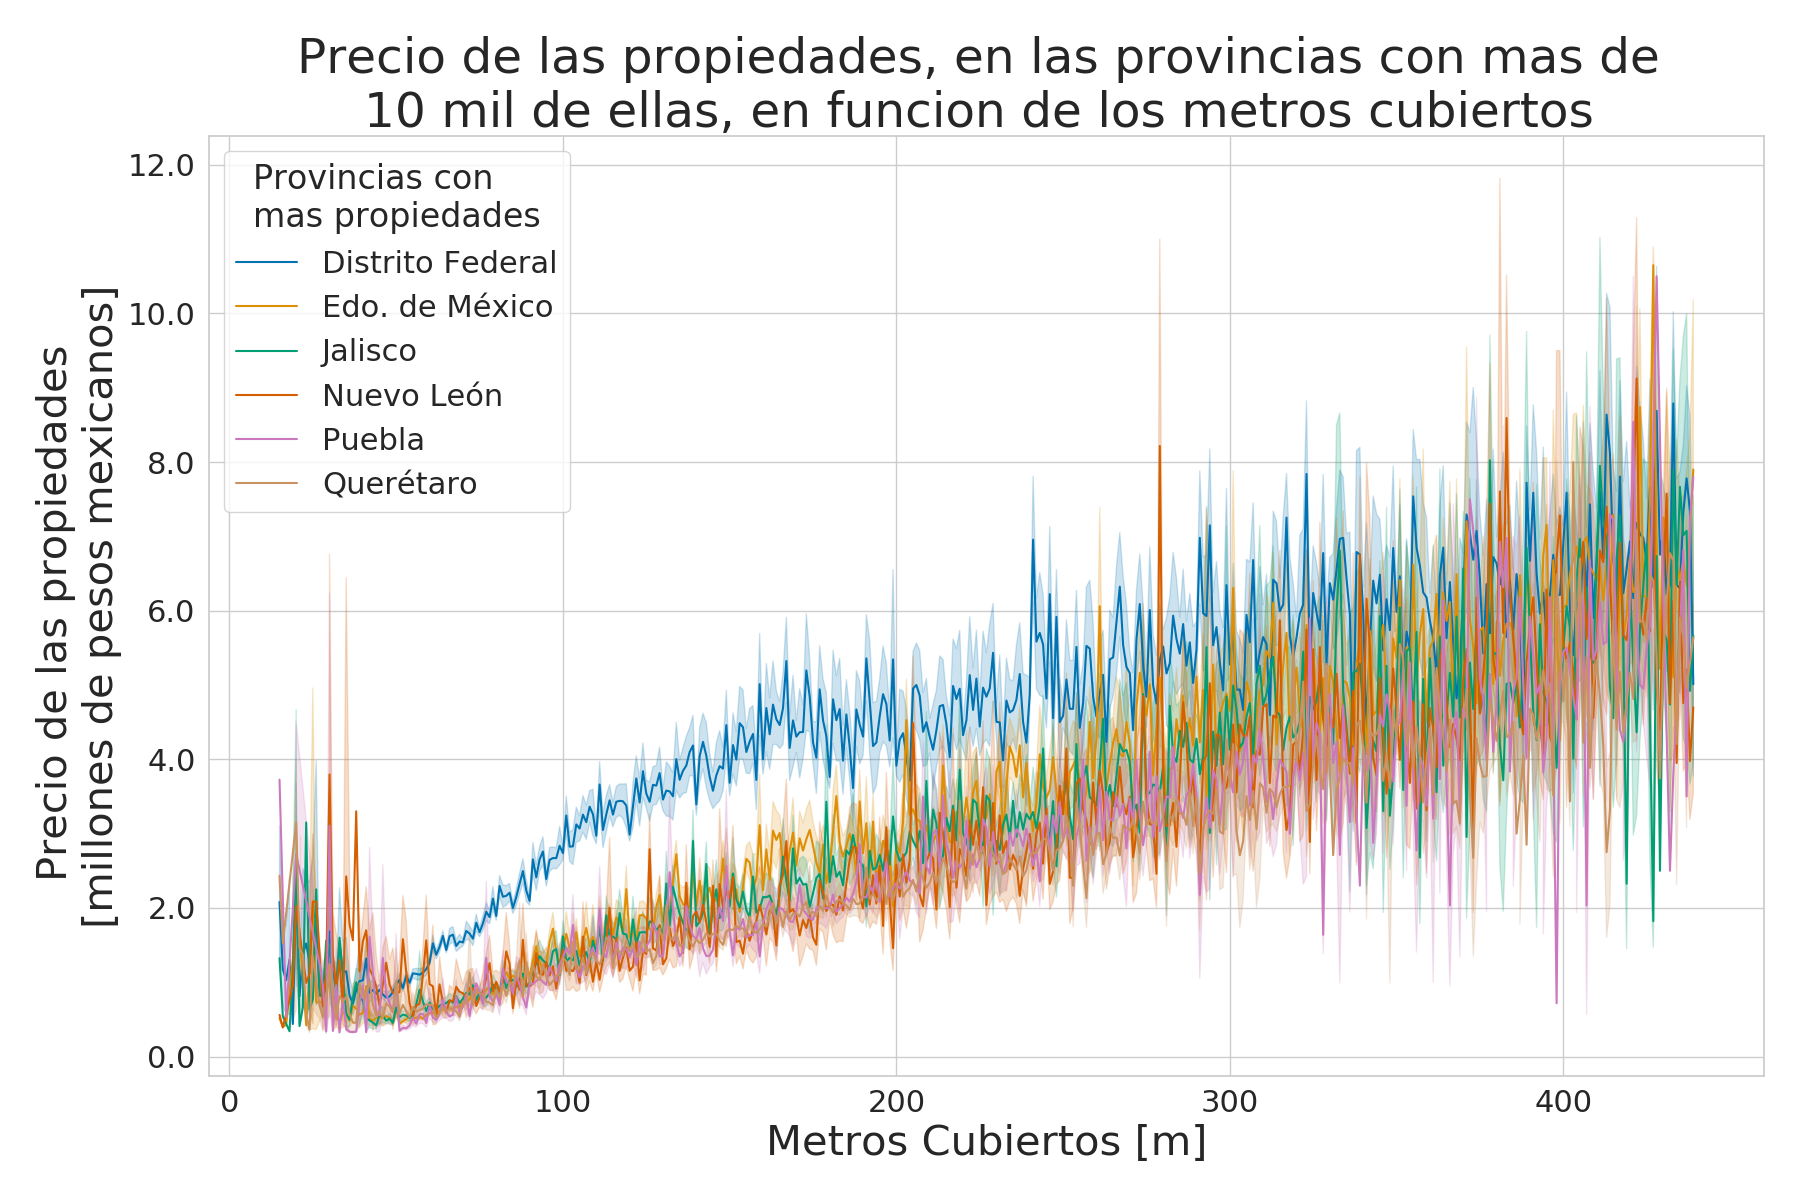 Precio de las propiedades, en las provincias con mas de
10 mil de ellas, en funcion de los metros cubiertos
Provincias con
mas propiedades
Distrito Federal
Edo. de México
Jalisco
Nuevo León
Puebla
Querétaro
Precio de las propiedades
[millones de pesos mexicanos]
12.0
10.0
8.0
6.0
4.0
2.0
0.0
0
100
200
300
400
Metros Cubiertos [m]